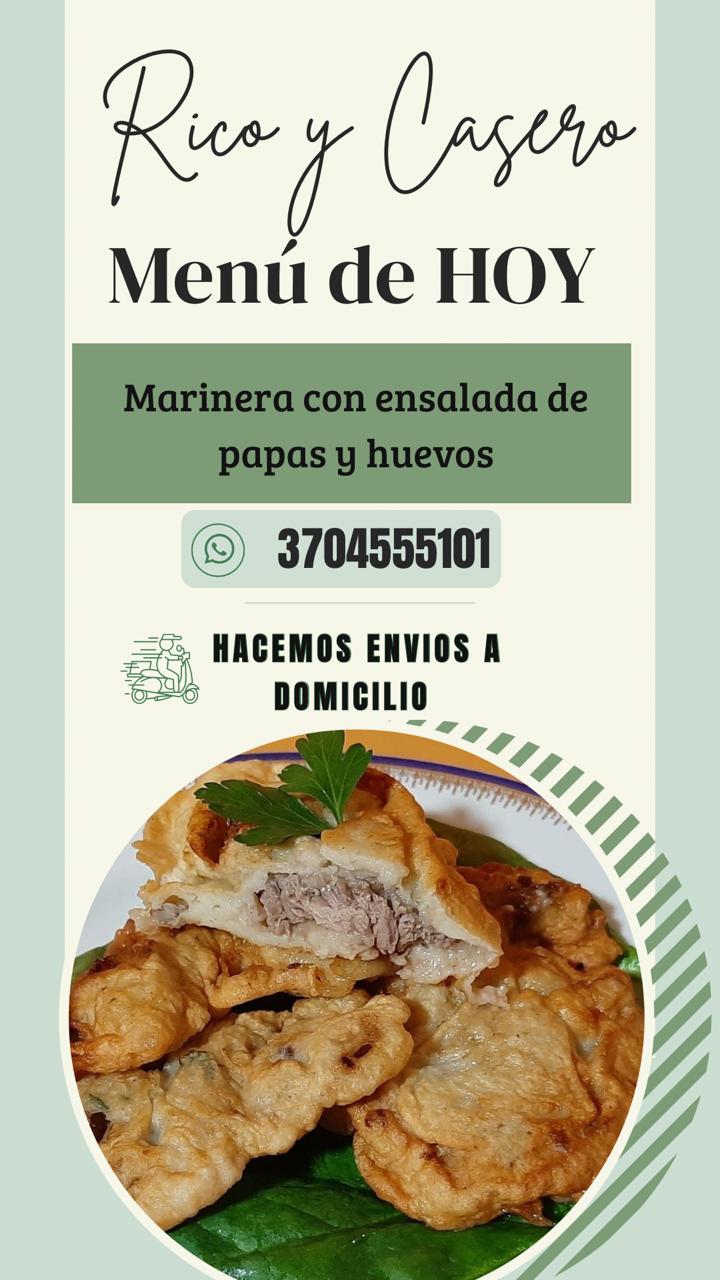 Rico y Casero
Menú de HOY
Marinera con ensalada de
papas y huevos
3704555101
HACEMOS ENVIOS A
DOMICILIO